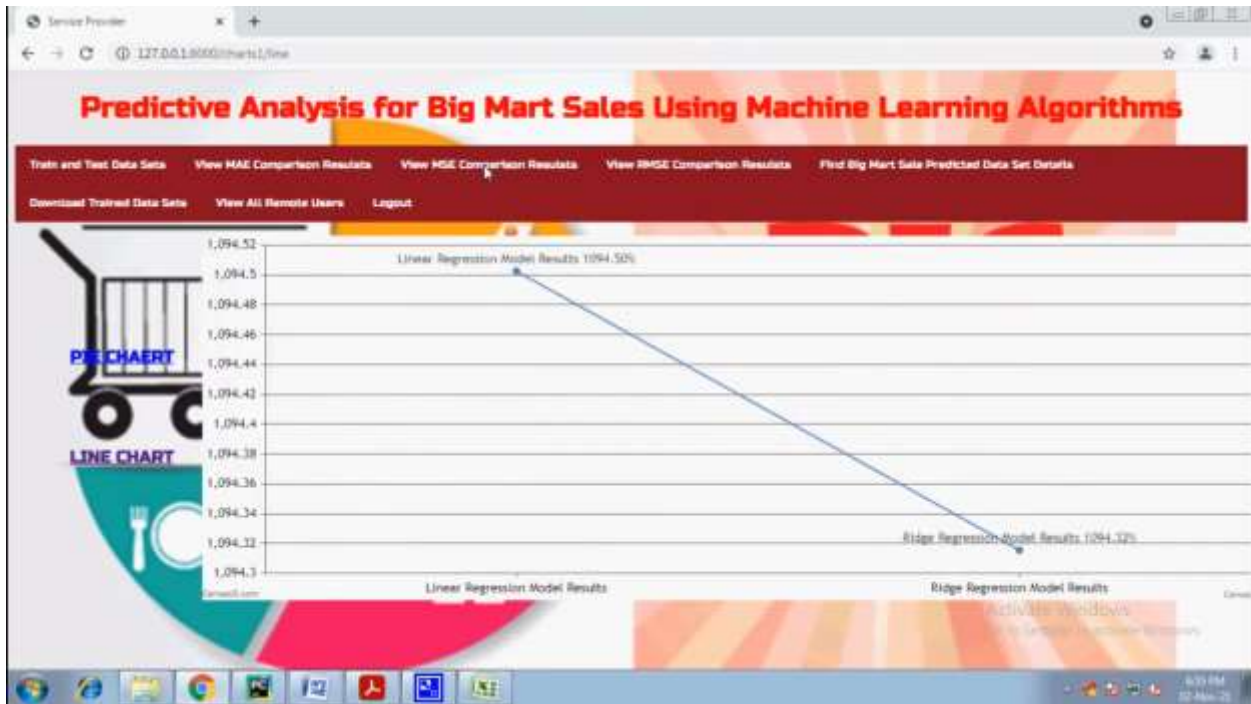 Service Provider
127.0.0.1:8000/charts1/line
Predictive Analysis for Big Mart Sales Using Machine Learning Algorithms
Train and Test Data Sets View MAE Comparison Resulats View MSE Comparison Resulats View RMSE Comparison Resulats Find Big Mart Sale Predicted Data Set Details
Download Trained Data Sets View All Remote Users Logout
1,094.52
Linear Regression Model Results 1094.50%
1,094.5
1,094.48
1,094.46
PIE CHAERT
1,094.44
1,094.42
1,094.4
LINE CHART
1,094.38
1,094.36
1,094.34
1,094.32
Ridge Regression Model Results 1094.32%
1,094.3
Linear Regression Model Results Ridge Regression Model Results
Activate Windows
6:35 PM
02-Nov-21